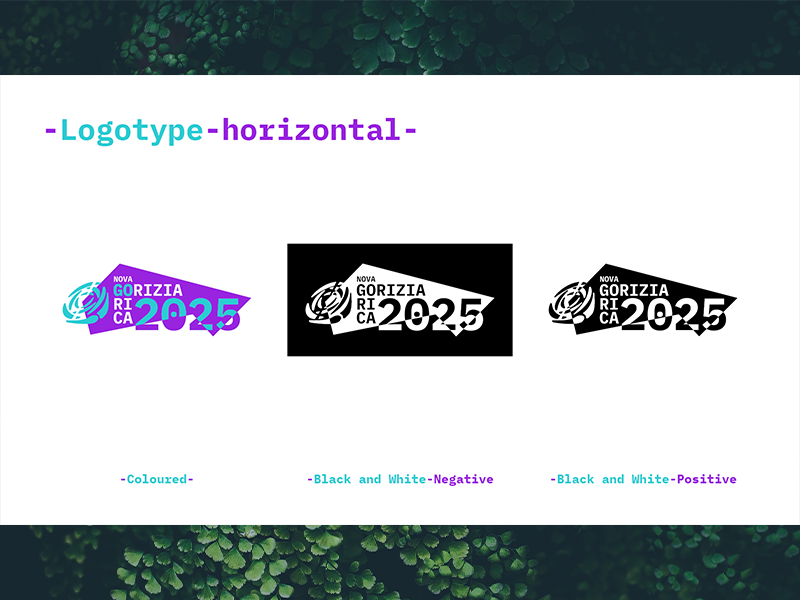 -Logotype-horizontal-
NOVA
GORIZIA
RI
CA 2025
NOVA
GORIZIA
RI
CA 2025
NOVA
GORIZIA
RI
CA 2025
-Coloured-
-Black and White-Negative
-Black and White-Positive